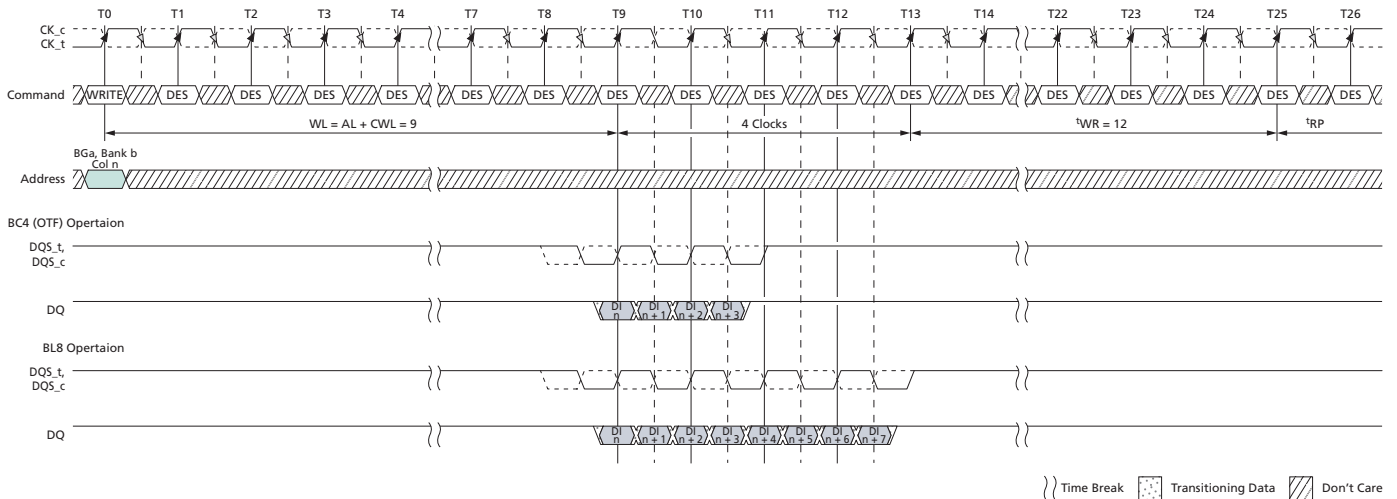 T0 T1 T2 T3 T4 T7 T8 T9 T10 T11 T12 T13 T14 T22 T23 T24 T25 T26
CK_c
CK_t
Command WRITE DES DES DES DES DES DES DES DES DES DES DES DES DES DES DES DES DES
WL = AL + CWL = 9 4 Clocks tWR = 12 tRP
BGa, Bank b
Col n
Address
BC4 (OTF) Opertaion
DQS_t,
DQS_c
DQ DI n DI n + 1 DI n + 2 DI n + 3
BL8 Opertaion
DQS_t,
DQS_c
DQ DI n DI n + 1 DI n + 2 DI n + 3 DI n + 4 DI n + 5 DI n + 6 DI n + 7
Time Break Transitioning Data Don't Care